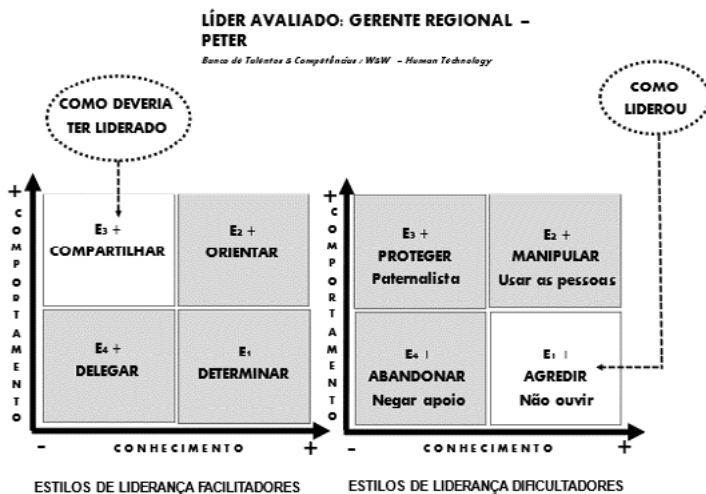 LÍDER AVALIADO: GERENTE REGIONAL –
PETER
Banco de Talentos & Competências / W&W – Human Technology
COMO DEVERIA
TER LIDERADO
COMO
LIDEROU
+
COMPORTAMENTO
E3 +
COMPARTILHAR
E2 +
ORIENTAR
E4 +
DELEGAR
E1
DETERMINAR
- CONHECIMENTO +
ESTILOS DE LIDERANÇA FACILITADORES
+
COMPORTAMENTO
E3 +
PROTEGER
Paternalista
E2 +
MANIPULAR
Usar as pessoas
E4 |
ABANDONAR
Negar apoio
E1 |
AGREDIR
Não ouvir
- CONHECIMENTO +
ESTILOS DE LIDERANÇA DIFICULTADORES